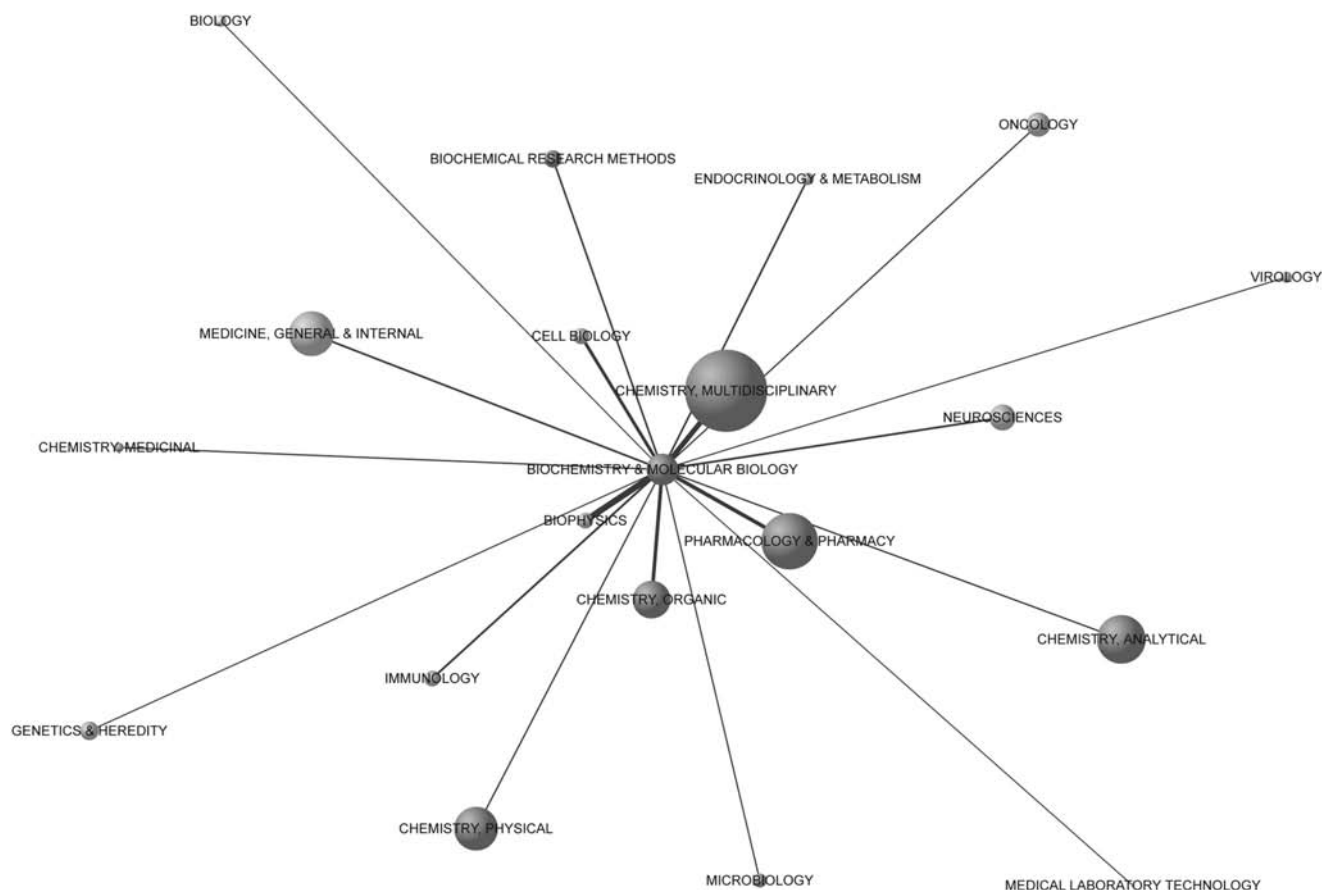 BIOLOGY
ONCOLOGY
BIOCHEMICAL RESEARCH METHODS
ENDOCRINOLOGY & METABOLISM
VIROLOGY
MEDICINE, GENERAL & INTERNAL
CELL BIOLOGY
CHEMISTRY, MULTIDISCIPLINARY
NEUROSCIENCES
CHEMISTRY, MEDICINAL
BIOCHEMISTRY & MOLECULAR BIOLOGY
BIOPHYSICS
PHARMACOLOGY & PHARMACY
CHEMISTRY, ORGANIC
CHEMISTRY, ANALYTICAL
IMMUNOLOGY
GENETICS & HEREDITY
CHEMISTRY, PHYSICAL
MICROBIOLOGY
MEDICAL LABORATORY TECHNOLOGY